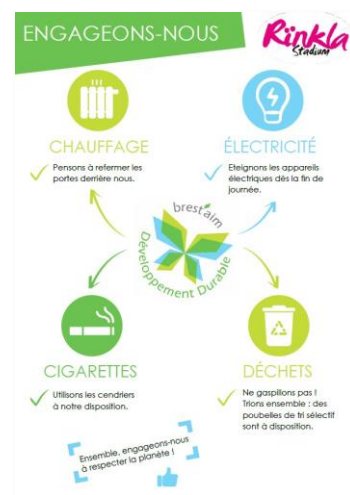 ENGAGEONS-NOUS
Rïnkla
Stadium
CHAUFFAGE
Pensons à refermer les
portes derrière nous.
ÉLECTRICITÉ
Eteignons les appareils
électriques dès la fin de
journée.
brest'aim
Développement Durable
CIGARETTES
Utilisons les cendriers
à notre disposition.
DÉCHETS
Ne gaspillons pas !
Trions ensemble : des
poubelles de tri sélectif
sont à disposition.
Ensemble, engageons-nous
à respecter la planète !